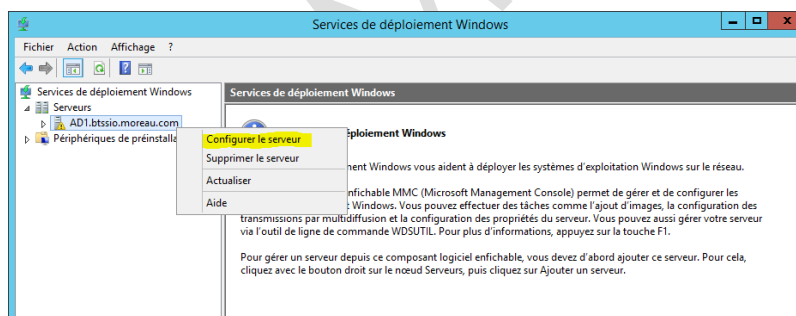 Services de déploiement Windows
Fichier Action Affichage ?
Services de déploiement Windows
Serveurs
AD1.btssio.moreau.com
Périphériques de préinstalla
Configurer le serveur
Supprimer le serveur
Actualiser
Aide
Services de déploiement Windows
éploiement Windows
ment Windows vous aident à déployer les systèmes d'exploitation Windows sur le réseau.
nfichable MMC (Microsoft Management Console) permet de gérer et de configurer les
t Windows. Vous pouvez effectuer des tâches comme l'ajout d'images, la configuration des
transmissions par multidiffusion et la configuration des propriétés du serveur. Vous pouvez aussi gérer votre serveur
via l'outil de ligne de commande WDSUTIL. Pour plus d'informations, appuyez sur la touche F1.
Pour gérer un serveur depuis ce composant logiciel enfichable, vous devez d'abord ajouter ce serveur. Pour cela,
cliquez avec le bouton droit sur le nœud Serveurs, puis cliquez sur Ajouter un serveur.